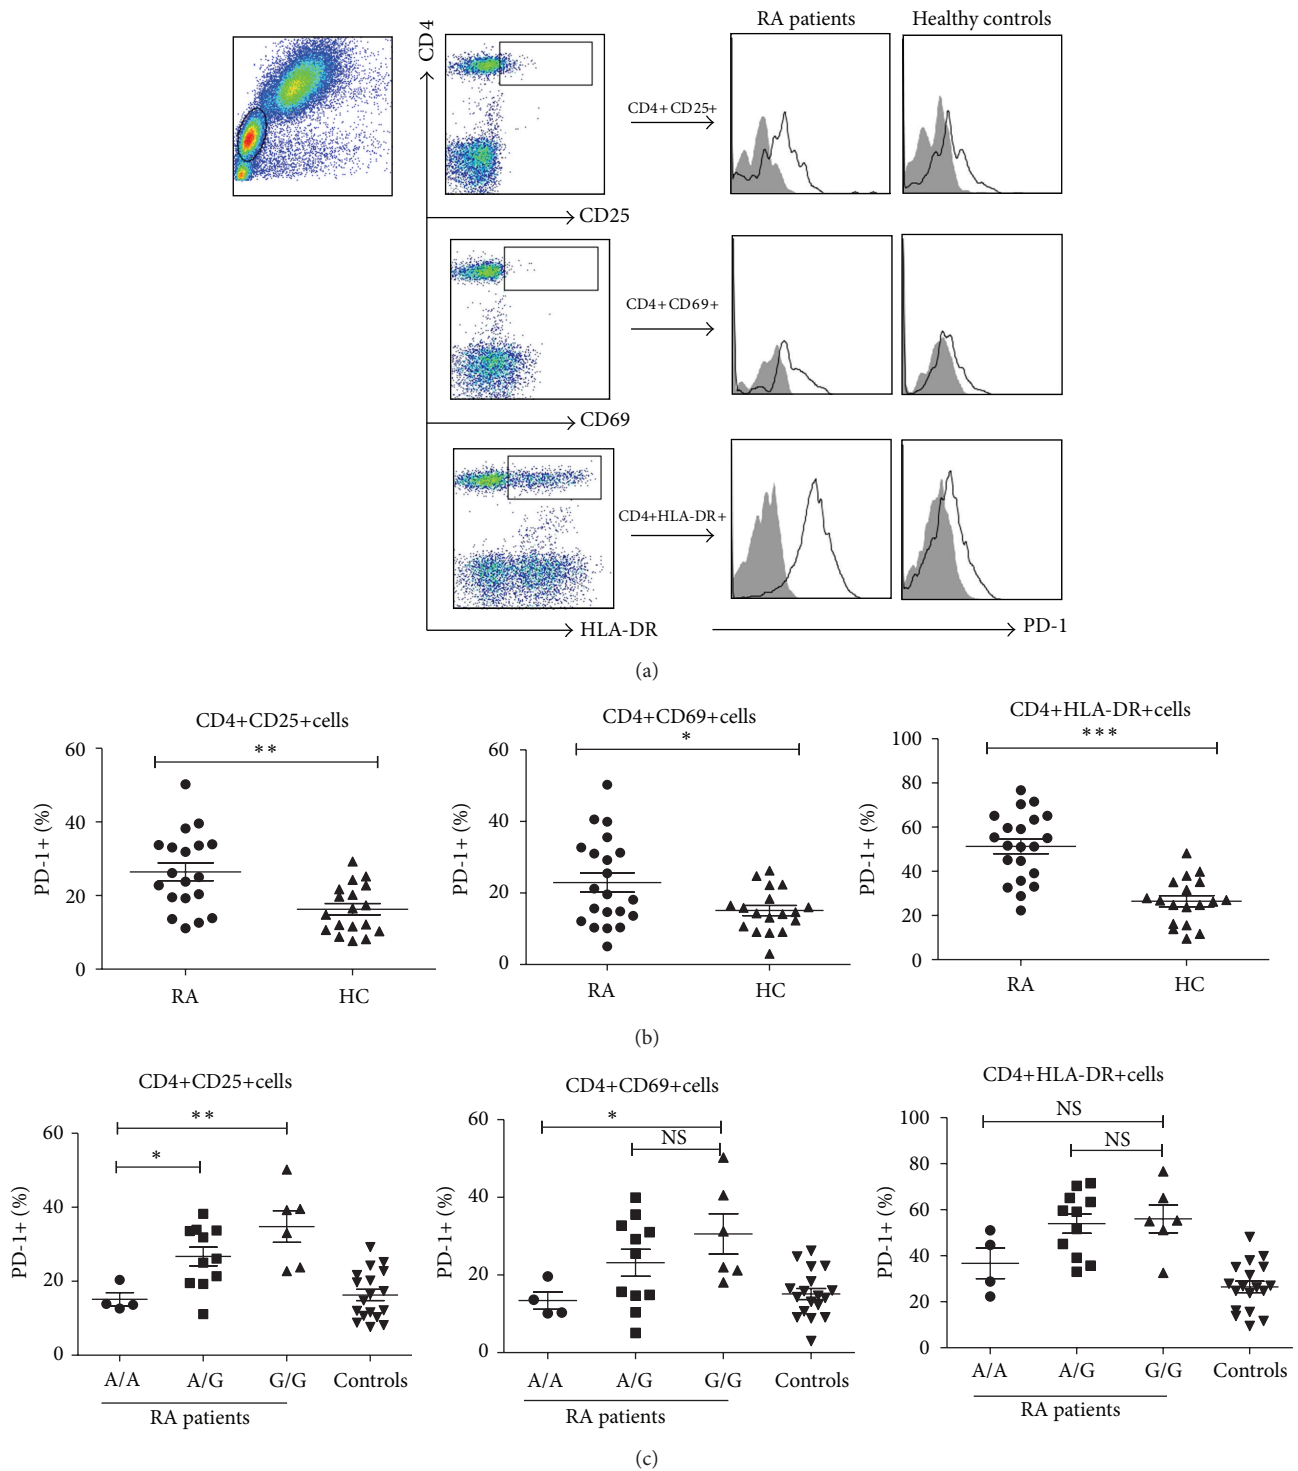 RA patients
Healthy controls
CD4
CD4+CD25+
CD25
CD4+CD69+
CD69
CD4+HLA-DR+
HLA-DR
PD-1
(a)
CD4+CD25+cells
**
60
40
20
0
PD-1+ (%)
RA
HC
CD4+CD69+cells
*
60
40
20
0
PD-1+ (%)
RA
HC
CD4+HLA-DR+cells
***
100
80
60
40
20
0
PD-1+ (%)
RA
HC
(b)
CD4+CD25+cells
**
*
60
40
20
0
PD-1+ (%)
A/A
A/G
G/G
Controls
RA patients
CD4+CD69+cells
*
NS
60
40
20
0
PD-1+ (%)
A/A
A/G
G/G
Controls
RA patients
CD4+HLA-DR+cells
NS
NS
100
80
60
40
20
0
PD-1+ (%)
A/A
A/G
G/G
Controls
RA patients
(c)